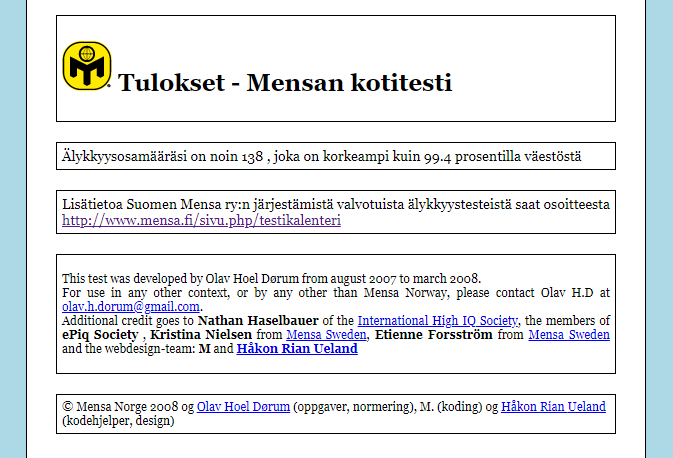 Tulokset - Mensan kotitesti
Älykkyysosamääräsi on noin 138 , joka on korkeampi kuin 99.4 prosentilla väestöstä
Lisätietoa Suomen Mensa ry:n järjestämistä valvotuista älykkyystesteistä saat osoitteesta
http://www.mensa.fi/sivu.php/testikalenteri
This test was developed by Olav Hoel Dørum from august 2007 to march 2008.
For use in any other context, or by any other than Mensa Norway, please contact Olav H.D at
olav.h.dorum@gmail.com.
Additional credit goes to Nathan Haselbauer of the International High IQ Society, the members of
ePiq Society , Kristina Nielsen from Mensa Sweden, Etienne Forsström from Mensa Sweden
and the webdesign-team: M and Håkon Rian Ueland
© Mensa Norge 2008 og Olav Hoel Dørum (oppgaver, normering), M. (koding) og Håkon Rian Ueland
(kodehjelper, design)